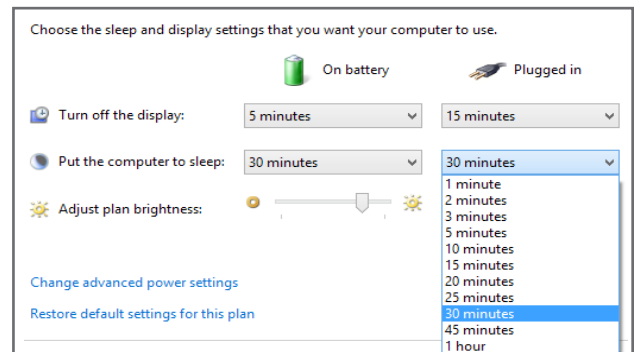 Choose the sleep and display settings that you want your computer to use.
On battery Plugged in
Turn off the display: 5 minutes 15 minutes
Put the computer to sleep: 30 minutes 30 minutes
1 minute
2 minutes
Adjust plan brightness: 3 minutes
5 minutes
10 minutes
15 minutes
Change advanced power settings 20 minutes
25 minutes
Restore default settings for this plan 30 minutes
45 minutes
1 hour